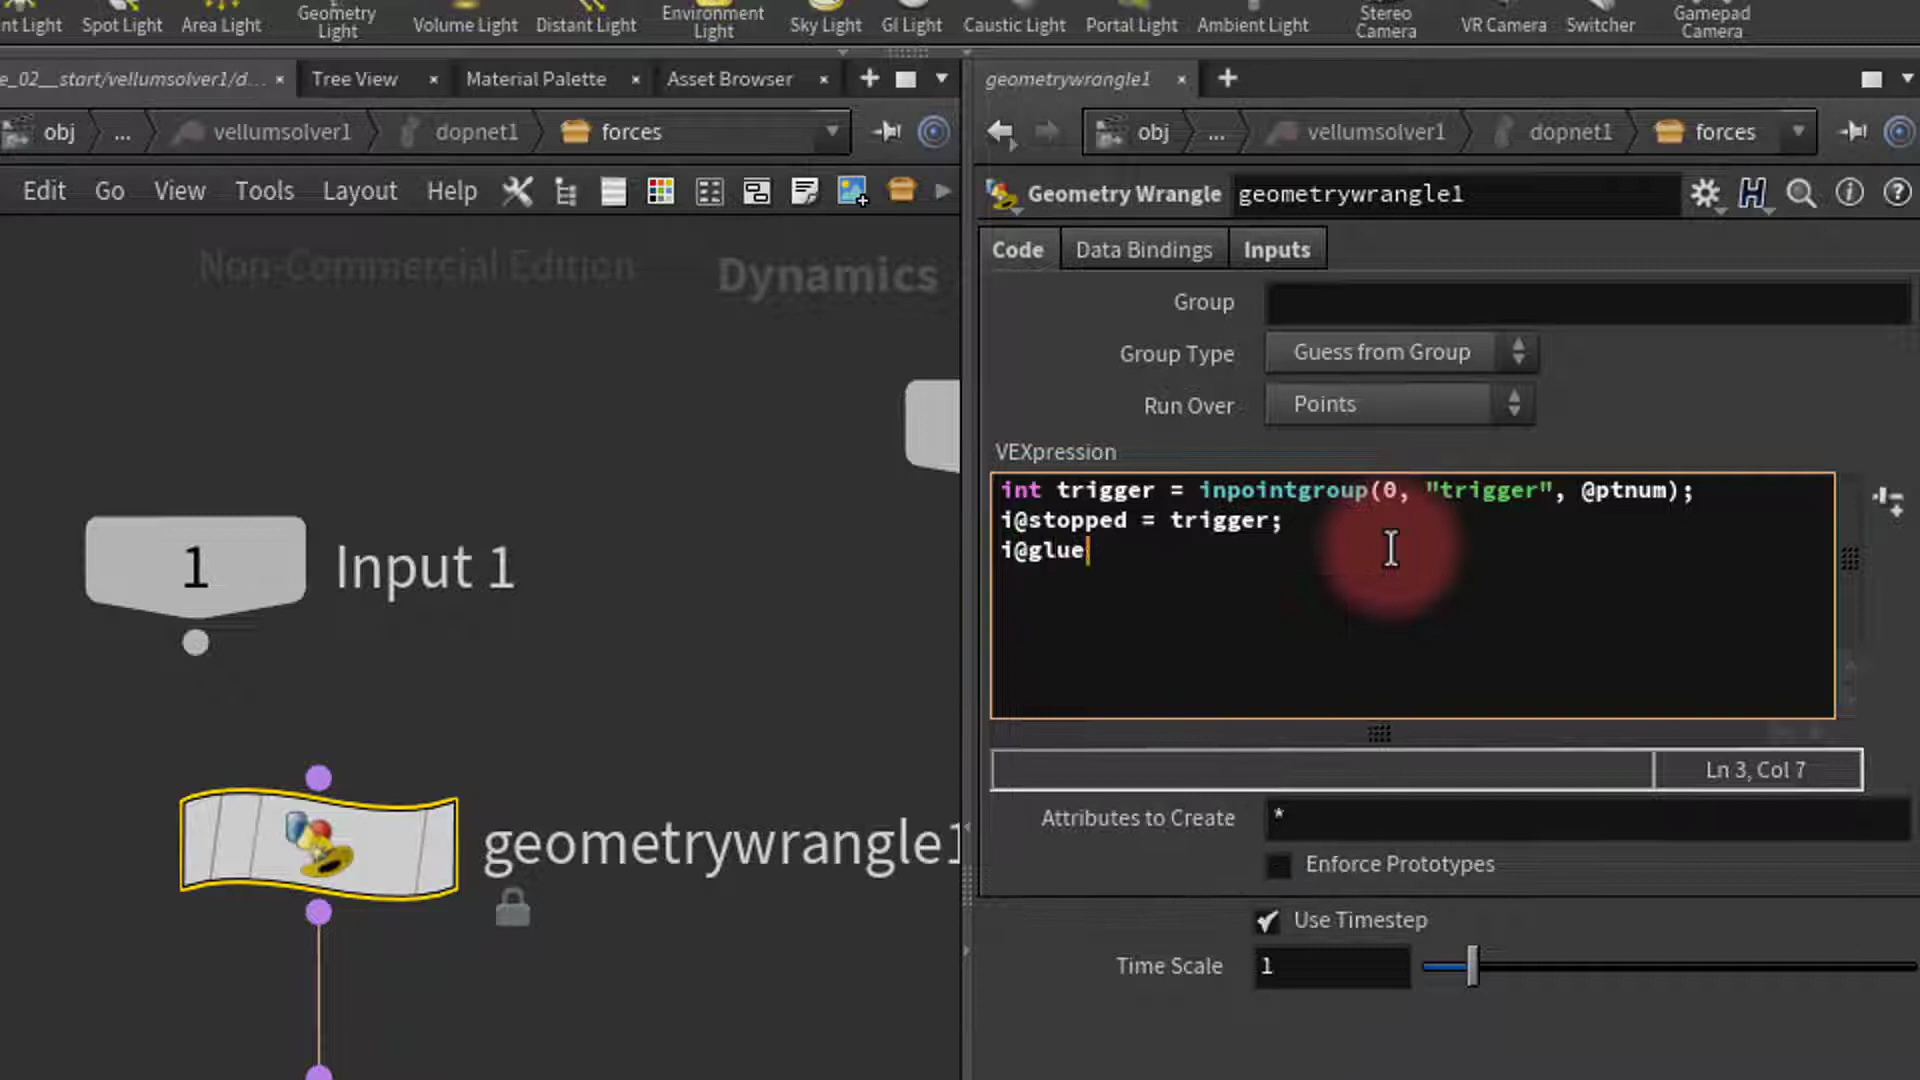 nt Light Spot Light Area Light Geometry Light Volume Light Distant Light Environment Light Sky Light GI Light Caustic Light Portal Light Ambient Light Stereo Camera VR Camera Switcher Gamepad Camera
e_02__start/vellumsolver1/d... × Tree View × Material Palette × Asset Browser × +
obj ... vellumsolver1 dopnet1 forces
Edit Go View Tools Layout Help
Non-Commercial Edition
Dynamics
1
Input 1
geometrywrangle1
geometrywrangle1 × +
obj ... vellumsolver1 dopnet1 forces
Geometry Wrangle geometrywrangle1
Code Data Bindings Inputs
Group
Group Type Guess from Group
Run Over Points
VEXpression
int trigger = inpointgroup(0, "trigger", @ptnum);
i@stopped = trigger;
i@glue
Ln 3, Col 7
Attributes to Create *
Enforce Prototypes
Use Timestep
Time Scale 1